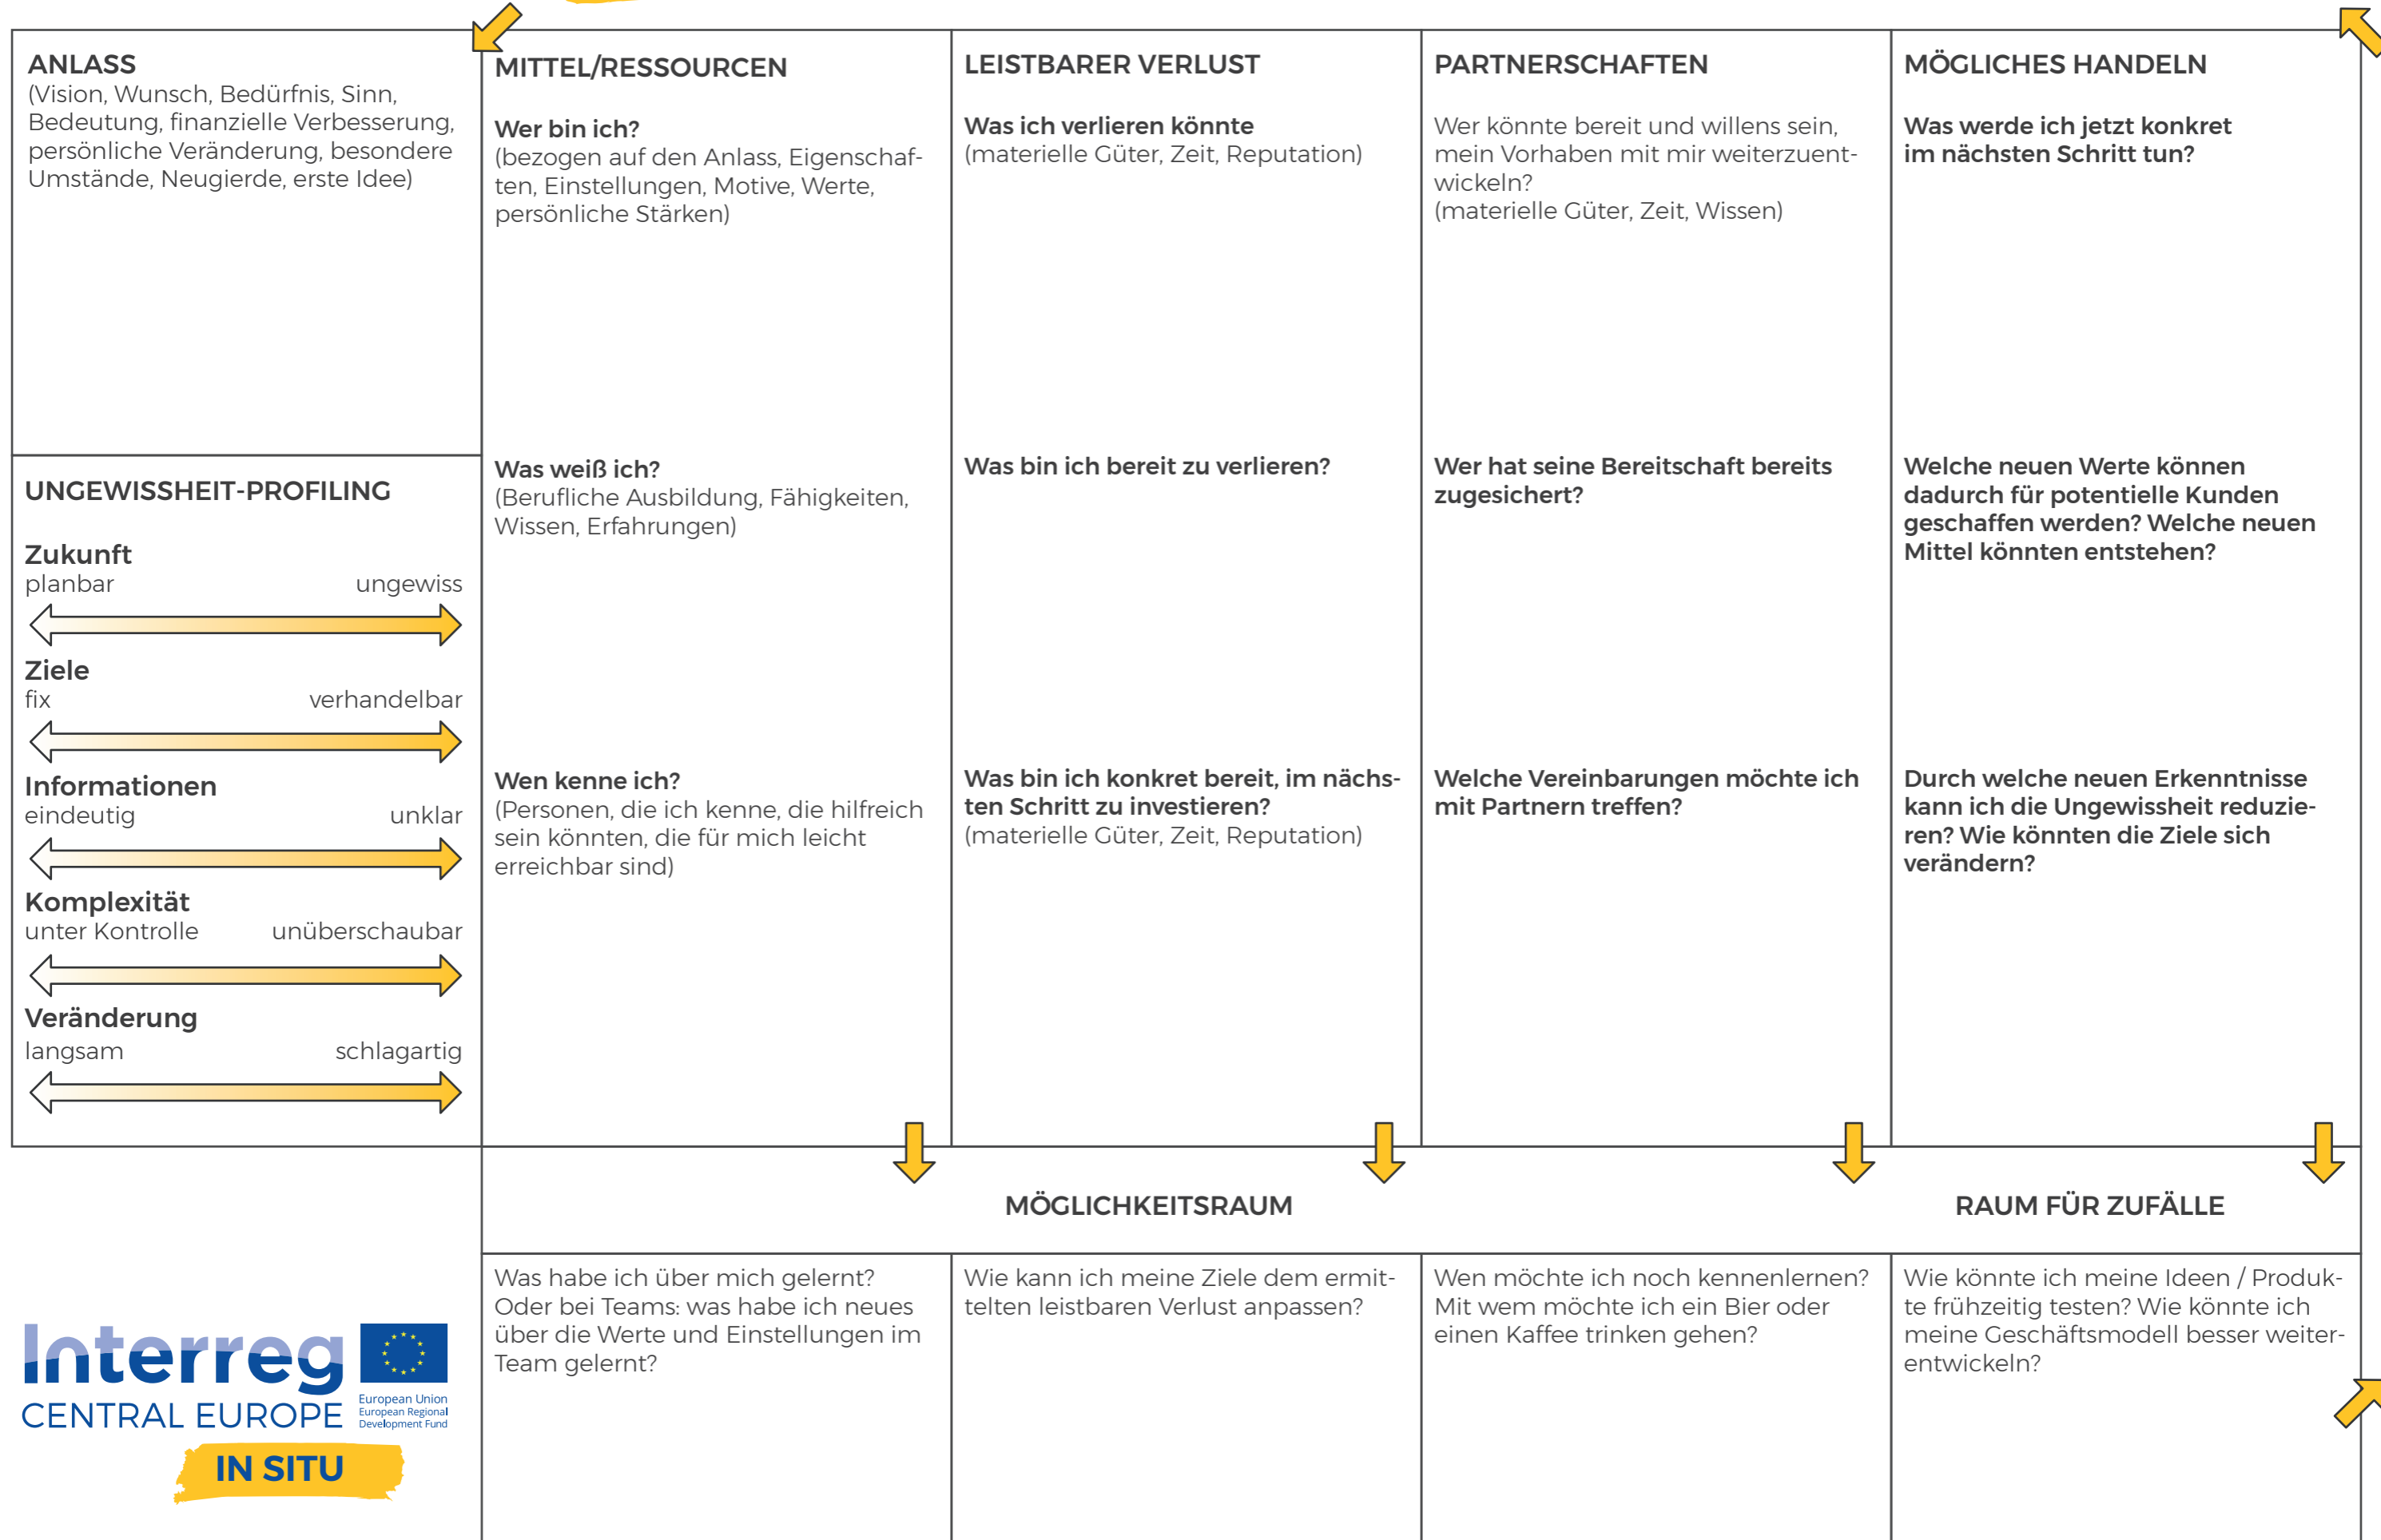 ANLASS
(Vision, Wunsch, Bedürfnis, Sinn,
Bedeutung, finanzielle Verbesserung,
persönliche Veränderung, besondere
Umstände, Neugierde, erste Idee)
UNGEWISSHEIT-PROFILING
Zukunft
planbar ungewiss
Ziele
fix verhandelbar
Informationen
eindeutig unklar
Komplexität
unter Kontrolle unüberschaubar
Veränderung
langsam schlagartig
MITTEL/RESSOURCEN
Wer bin ich?
(bezogen auf den Anlass, Eigenschaf-
ten, Einstellungen, Motive, Werte,
persönliche Stärken)
Was weiß ich?
(Berufliche Ausbildung, Fähigkeiten,
Wissen, Erfahrungen)
Wen kenne ich?
(Personen, die ich kenne, die hilfreich
sein könnten, die für mich leicht
erreichbar sind)
LEISTBARER VERLUST
Was ich verlieren könnte
(materielle Güter, Zeit, Reputation)
Was bin ich bereit zu verlieren?
Was bin ich konkret bereit, im nächs-
ten Schritt zu investieren?
(materielle Güter, Zeit, Reputation)
PARTNERSCHAFTEN
Wer könnte bereit und willens sein,
mein Vorhaben mit mir weiterzuent-
wickeln?
(materielle Güter, Zeit, Wissen)
Wer hat seine Bereitschaft bereits
zugesichert?
Welche Vereinbarungen möchte ich
mit Partnern treffen?
MÖGLICHES HANDELN
Was werde ich jetzt konkret
im nächsten Schritt tun?
Welche neuen Werte können
dadurch für potentielle Kunden
geschaffen werden? Welche neuen
Mittel könnten entstehen?
Durch welche neuen Erkenntnisse
kann ich die Ungewissheit reduzie-
ren? Wie könnten die Ziele sich
verändern?
MÖGLICHKEITSRAUM
RAUM FÜR ZUFÄLLE
Was habe ich über mich gelernt?
Oder bei Teams: was habe ich neues
über die Werte und Einstellungen im
Team gelernt?
Wie kann ich meine Ziele dem ermit-
telten leistbaren Verlust anpassen?
Wen möchte ich noch kennenlernen?
Mit wem möchte ich ein Bier oder
einen Kaffee trinken gehen?
Wie könnte ich meine Ideen / Produk-
te frühzeitig testen? Wie könnte ich
meine Geschäftsmodell besser weiter-
entwickeln?
Interreg
CENTRAL EUROPE
European Union
European Regional
Development Fund
IN SITU